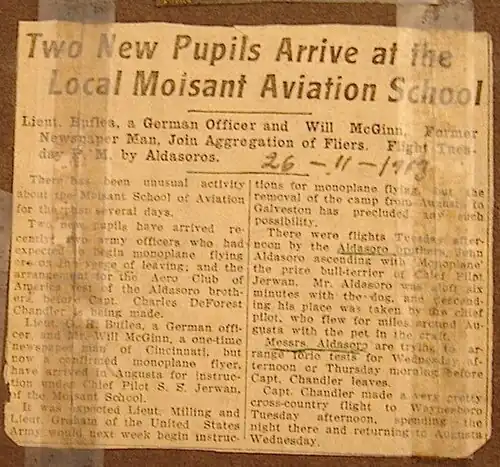 Two New Pupils Arrive at the
Local Moisant Aviation School
Lieut. Buflea, a German Officer and Will McGinn, Former
Newspaper Man, Join Aggregation of Fliers. Flight Tues-
day P. M. by Aldasoros.
26 - 11 - 1913
There has been unusual activity
about the Moisant School of Aviation
for the past several days.
Two new pupils have arrived re-
cently; two army officers who had
expected to begin monoplane flying
are on the verge of leaving; and the
arrangement for the Aero Club of
America test of the Aldasoro broth-
ers, before Capt. Charles DeForest
Chandler is being made.
Lieut. G. R. Buflea, a German offi-
cer, and Mr. Will McGinn, a one-time
newspaper man of Cincinnati, but
now a confirmed monoplane flyer,
have arrived in Augusta for instruc-
tion under Chief Pilot S. S. Jerwan,
of the Moisant School.
It was expected Lieut. Milling and
Lieut. Graham of the United States
Army would next week begin instruc-
tions for monoplane flying, but the
removal of the camp from Augusta to
Galveston has precluded any such
possibility.
There were flights Tuesday after-
noon by the Aldasoro brothers, John
Aldasoro ascending with "Monoplane"
the prize bull-terrier of Chief Pilot
Jerwan. Mr. Aldasoro was aloft six
minutes with the dog, and descend-
ing his place was taken by the chief
pilot, who flew for miles around Au-
gusta with the pet in the craft.
Messrs. Aldasoro are trying to ar-
range for tests for Wednesday af-
ternoon or Thursday morning before
Capt. Chandler leaves.
Capt. Chandler made a very pretty
cross-country flight to Waynesboro
Tuesday afternoon, spending the
night there and returning to Augusta
Wednesday.